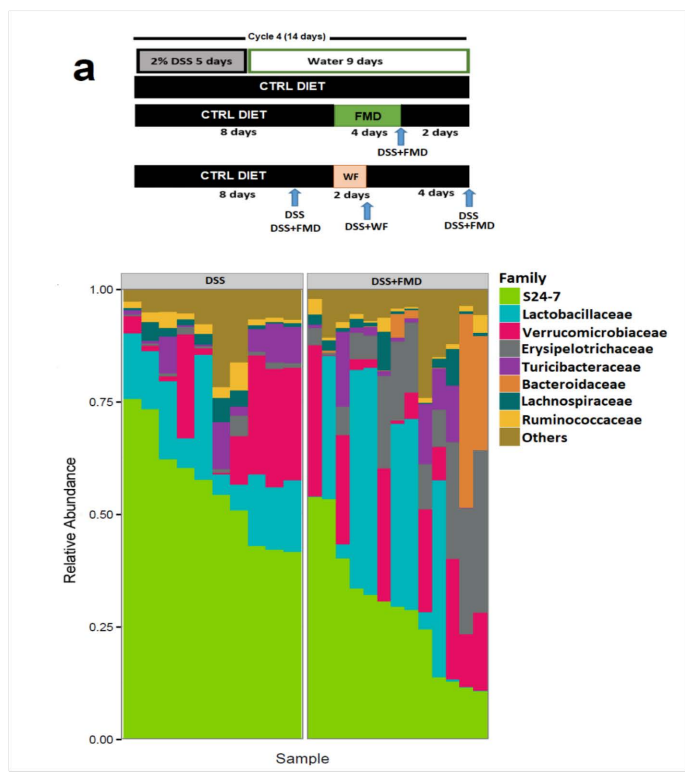 Cycle 4 (14 days)
a
2% DSS 5 days
Water 9 days
CTRL DIET
CTRL DIET
FMD
8 days
4 days
2 days
DSS+FMD
CTRL DIET
WF
8 days
2 days
4 days
DSS
DSS+FMD
DSS+WF
DSS
DSS+FMD
DSS
DSS+FMD
Family
S24-7
Lactobacillaceae
Verrucomicrobiaceae
Erysipelotrichaceae
Turicibacteraceae
Bacteroidaceae
Lachnospiraceae
Ruminococcaceae
Others
1.00
0.75
0.50
0.25
0.00
Relative Abundance
Sample